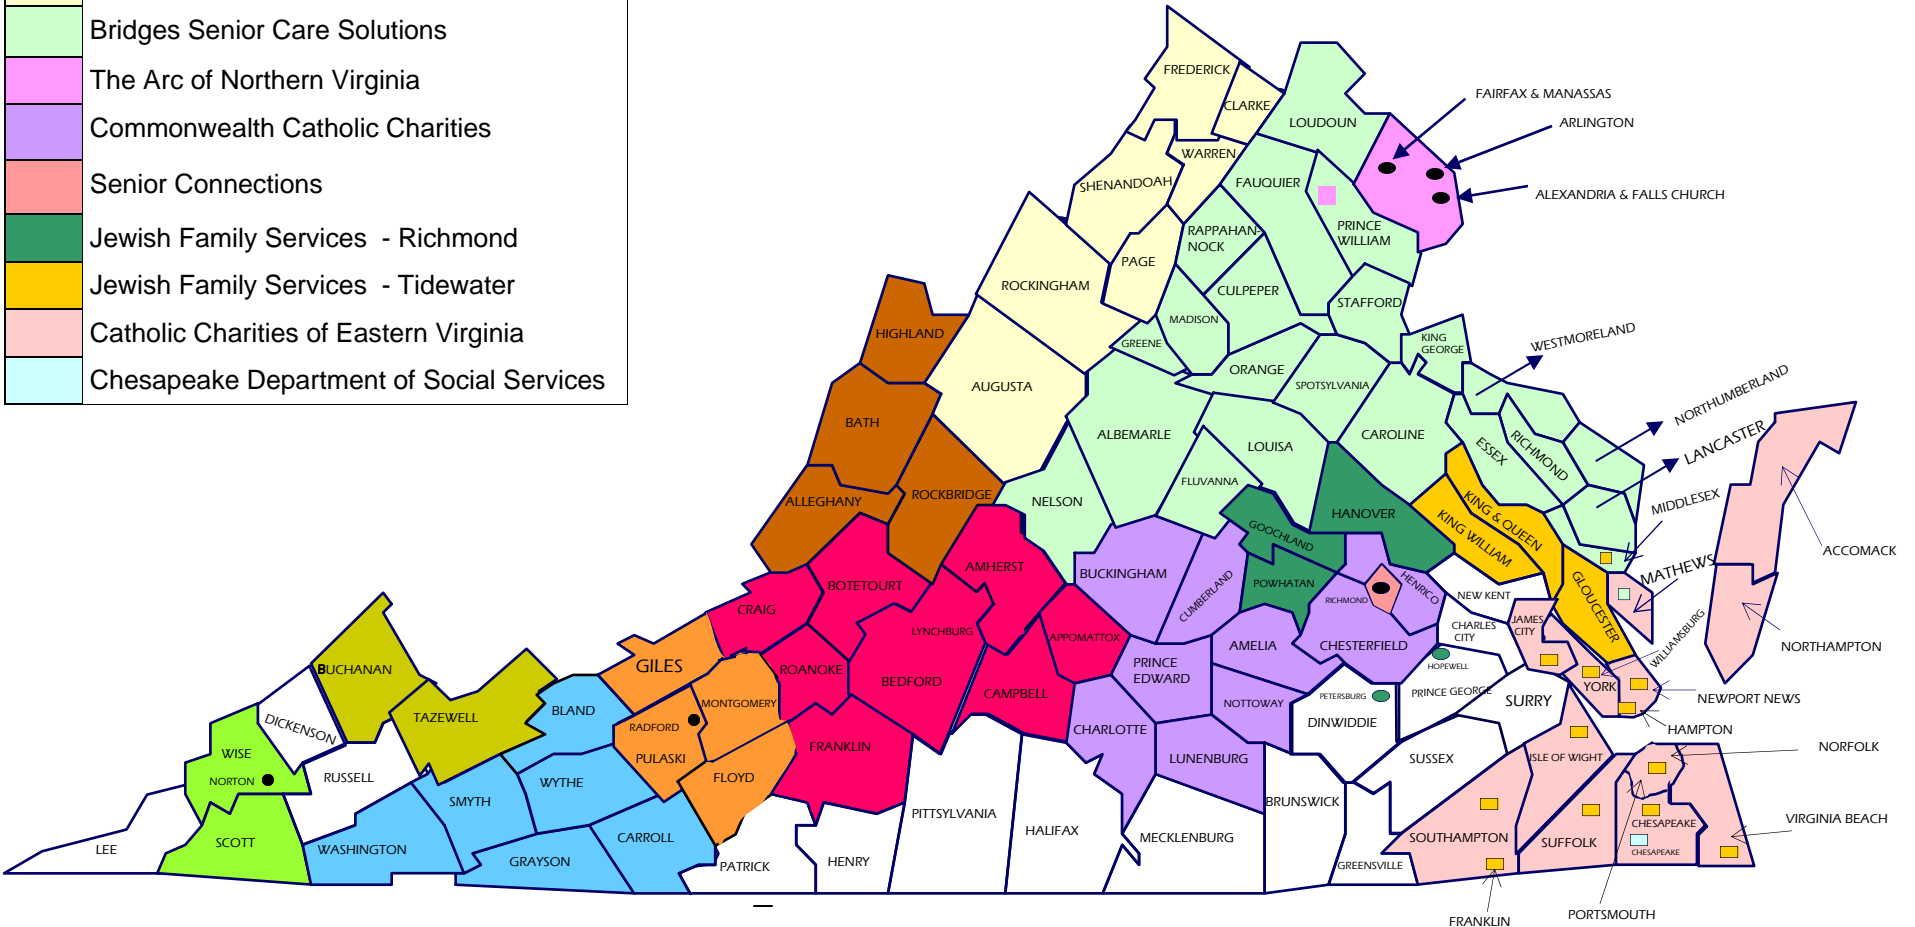 Bridges Senior Care Solutions
The Arc of Northern Virginia
Commonwealth Catholic Charities
Senior Connections
Jewish Family Services - Richmond
Jewish Family Services - Tidewater
Catholic Charities of Eastern Virginia
Chesapeake Department of Social Services
FREDERICK
CLARKE
FAIRFAX & MANASSAS
ARLINGTON
LOUDOUN
WARREN
SHENANDOAH
FAUQUIER
ALEXANDRIA & FALLS CHURCH
RAPPAHAN-
NOCK
PRINCE
WILLIAM
PAGE
ROCKINGHAM
CULPEPER
STAFFORD
MADISON
HIGHLAND
GREENE
KING
GEORGE
WESTMORELAND
ORANGE
AUGUSTA
SPOTSYLVANIA
NORTHUMBERLAND
BATH
ALBEMARLE
LOUISA
CAROLINE
ESSEX
RICHMOND
LANCASTER
FLUVANNA
ALLEGHANY
ROCKBRIDGE
NELSON
HANOVER
KING & QUEEN
KING WILLIAM
MIDDLESEX
GOOCHLAND
ACCOMACK
AMHERST
BUCKINGHAM
MATHEWS
BOTETOURT
POWHATAN
HENRICO
CUMBERLAND
RICHMOND
NEW KENT
GLOUCESTER
CRAIG
LYNCHBURG
APPOMATTOX
AMELIA
CHESTERFIELD
CHARLES
CITY
JAMES
CITY
WILLIAMSBURG
NORTHAMPTON
GILES
ROANOKE
BEDFORD
PRINCE
EDWARD
HOPEWELL
BUCHANAN
CAMPBELL
PETERSBURG
PRINCE GEORGE
YORK
NEWPORT NEWS
MONTGOMERY
NOTTOWAY
SURRY
BLAND
TAZEWELL
RADFORD
DINWIDDIE
DICKENSON
CHARLOTTE
HAMPTON
WISE
FRANKLIN
NORFOLK
PULASKI
LUNENBURG
SUSSEX
ISLE OF WIGHT
NORTON
RUSSELL
WYTHE
FLOYD
SMYTH
BRUNSWICK
PITTSYLVANIA
HALIFAX
MECKLENBURG
VIRGINIA BEACH
CHESAPEAKE
SOUTHAMPTON
SUFFOLK
CARROLL
SCOTT
LEE
WASHINGTON
GRAYSON
CHESAPEAKE
PATRICK
HENRY
GREENSVILLE
PORTSMOUTH
FRANKLIN